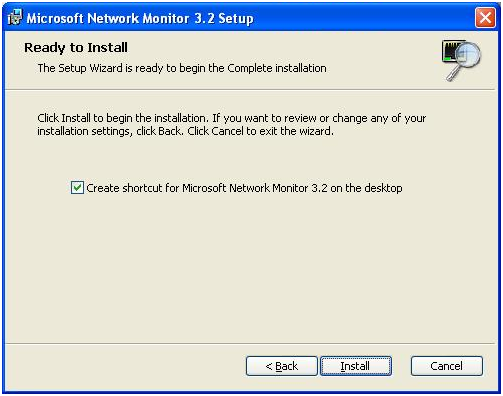 Microsoft Network Monitor 3.2 Setup
Ready to Install
The Setup Wizard is ready to begin the Complete installation
Click Install to begin the installation. If you want to review or change any of your
installation settings, click Back. Click Cancel to exit the wizard.
Create shortcut for Microsoft Network Monitor 3.2 on the desktop
< Back
Install
Cancel